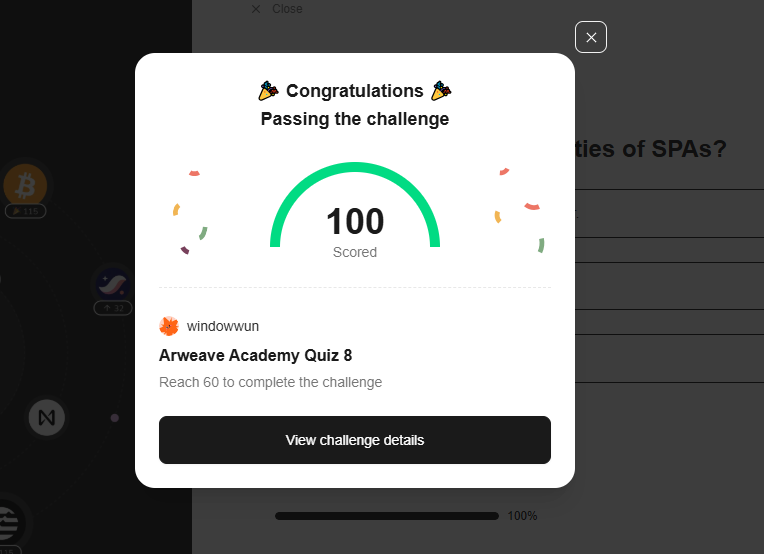 Close
Congratulations
Passing the challenge
ties of SPAs?
115
100
Scored
32
windowwun
Arweave Academy Quiz 8
Reach 60 to complete the challenge
View challenge details
100%